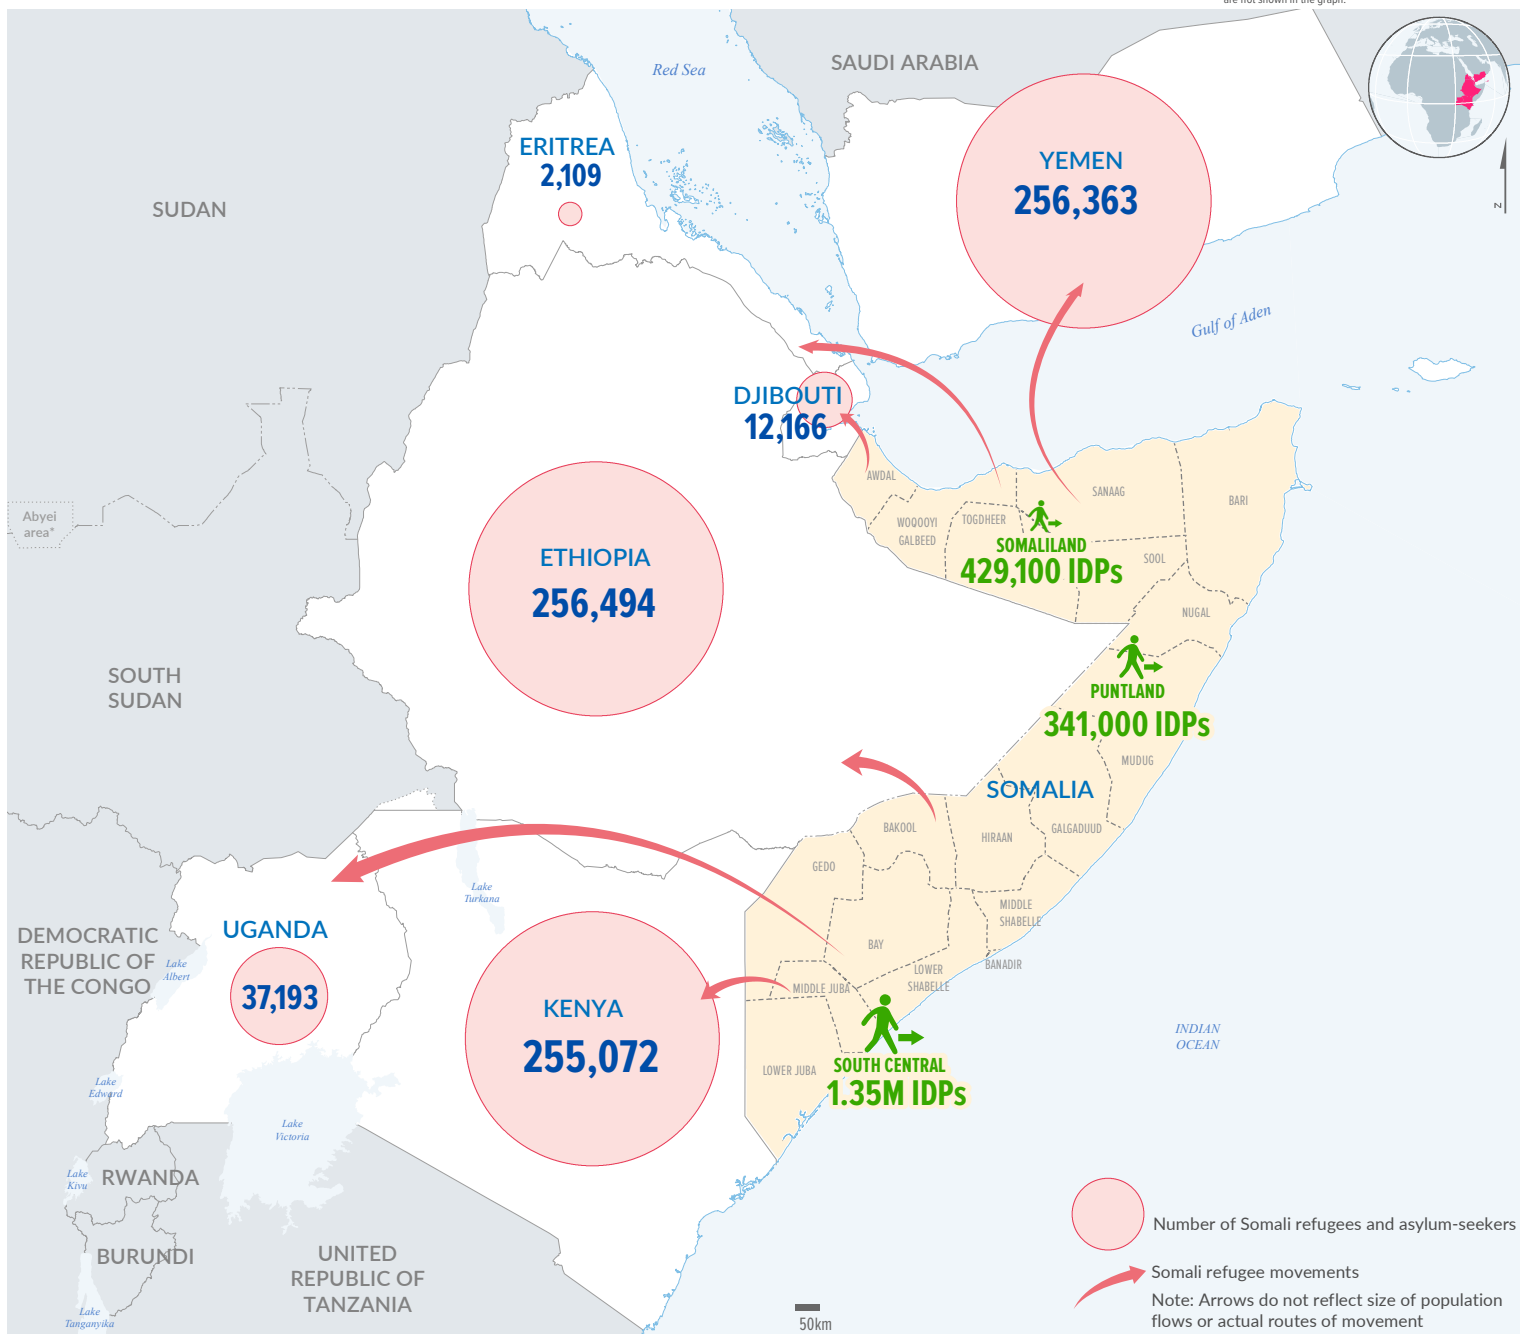 are not shown in the graph.
SAUDI ARABIA
Red Sea
ERITREA
2,109
YEMEN
256,363
SUDAN
N
Gulf of Aden
DJIBOUTI
12,166
AWDAL
SANAAG
BARI
WOQOOYI
GALBEED
TOGDHEER
Abyei
area*
SOMALILAND
429,100 IDPs
SOOL
ETHIOPIA
256,494
NUGAL
SOUTH
SUDAN
PUNTLAND
341,000 IDPs
MUDUG
SOMALIA
BAKOOL
HIRAAN
GALGADUUD
GEDO
Lake
Turkana
MIDDLE
SHABELLE
UGANDA
DEMOCRATIC
REPUBLIC OF
THE CONGO
Lake
Albert
BAY
BANADIR
LOWER
SHABELLE
MIDDLE JUBA
37,193
KENYA
255,072
INDIAN
OCEAN
SOUTH CENTRAL
1.35M IDPs
LOWER JUBA
Lake
Edward
Lake
Victoria
Lake
Kivu
RWANDA
BURUNDI
UNITED
REPUBLIC OF
TANZANIA
Lake
Tanganyika
50km
Number of Somali refugees and asylum-seekers
Somali refugee movements
Note: Arrows do not reflect size of population
flows or actual routes of movement